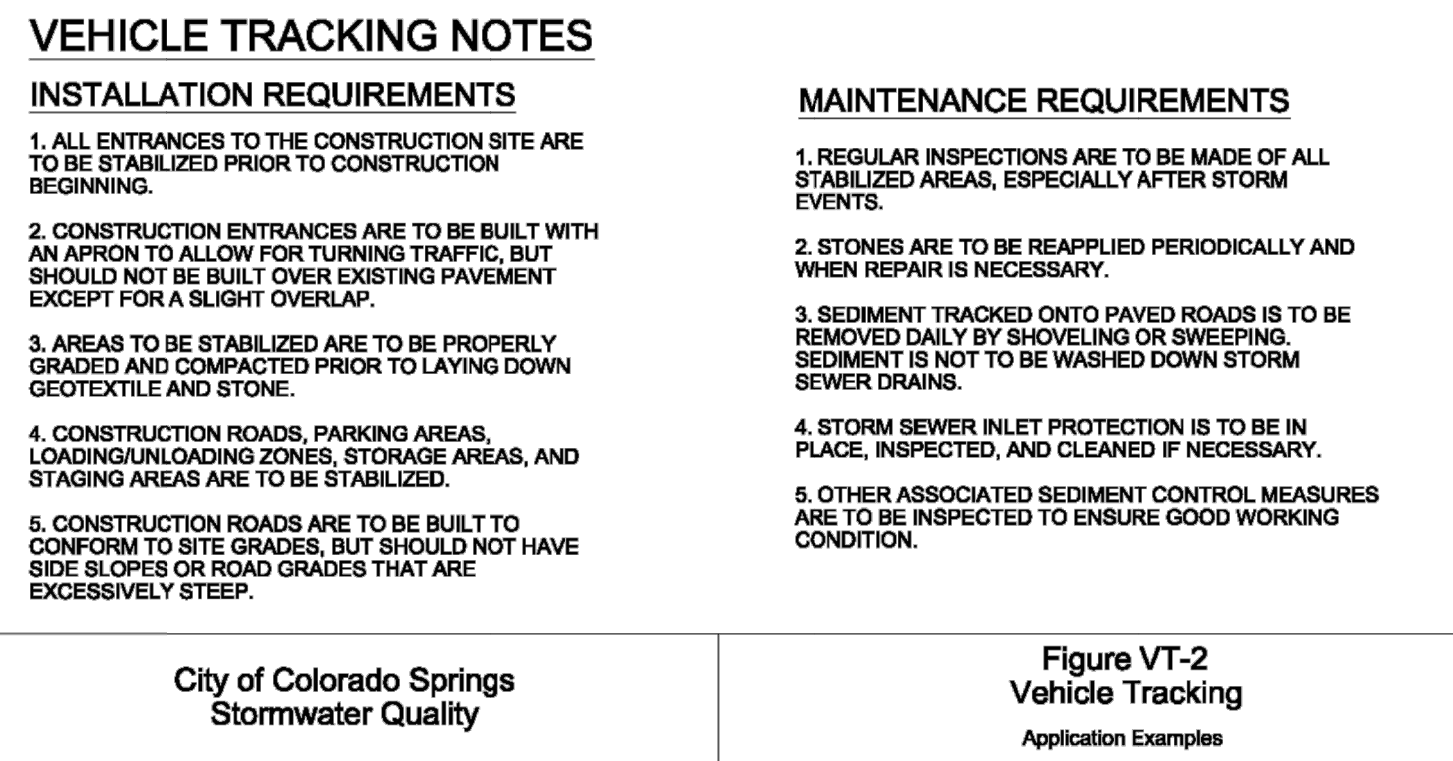 VEHICLE TRACKING NOTES
INSTALLATION REQUIREMENTS
1. ALL ENTRANCES TO THE CONSTRUCTION SITE ARE
TO BE STABILIZED PRIOR TO CONSTRUCTION
BEGINNING.
2. CONSTRUCTION ENTRANCES ARE TO BE BUILT WITH
AN APRON TO ALLOW FOR TURNING TRAFFIC, BUT
SHOULD NOT BE BUILT OVER EXISTING PAVEMENT
EXCEPT FOR A SLIGHT OVERLAP.
3. AREAS TO BE STABILIZED ARE TO BE PROPERLY
GRADED AND COMPACTED PRIOR TO LAYING DOWN
GEOTEXTILE AND STONE.
4. CONSTRUCTION ROADS, PARKING AREAS,
LOADING/UNLOADING ZONES, STORAGE AREAS, AND
STAGING AREAS ARE TO BE STABILIZED.
5. CONSTRUCTION ROADS ARE TO BE BUILT TO
CONFORM TO SITE GRADES, BUT SHOULD NOT HAVE
SIDE SLOPES OR ROAD GRADES THAT ARE
EXCESSIVELY STEEP.
MAINTENANCE REQUIREMENTS
1. REGULAR INSPECTIONS ARE TO BE MADE OF ALL
STABILIZED AREAS, ESPECIALLY AFTER STORM
EVENTS.
2. STONES ARE TO BE REAPPLIED PERIODICALLY AND
WHEN REPAIR IS NECESSARY.
3. SEDIMENT TRACKED ONTO PAVED ROADS IS TO BE
REMOVED DAILY BY SHOVELING OR SWEEPING.
SEDIMENT IS NOT TO BE WASHED DOWN STORM
SEWER DRAINS.
4. STORM SEWER INLET PROTECTION IS TO BE IN
PLACE, INSPECTED, AND CLEANED IF NECESSARY.
5. OTHER ASSOCIATED SEDIMENT CONTROL MEASURES
ARE TO BE INSPECTED TO ENSURE GOOD WORKING
CONDITION.
City of Colorado Springs
Stormwater Quality
Figure VT-2
Vehicle Tracking
Application Examples